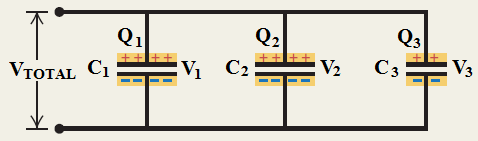 Q₁ Q₂ Q₃
+ + + + + + + + + +
V_TOTAL C₁ V₁ C₂ V₂ C₃ V₃
− − − − − − − − − −